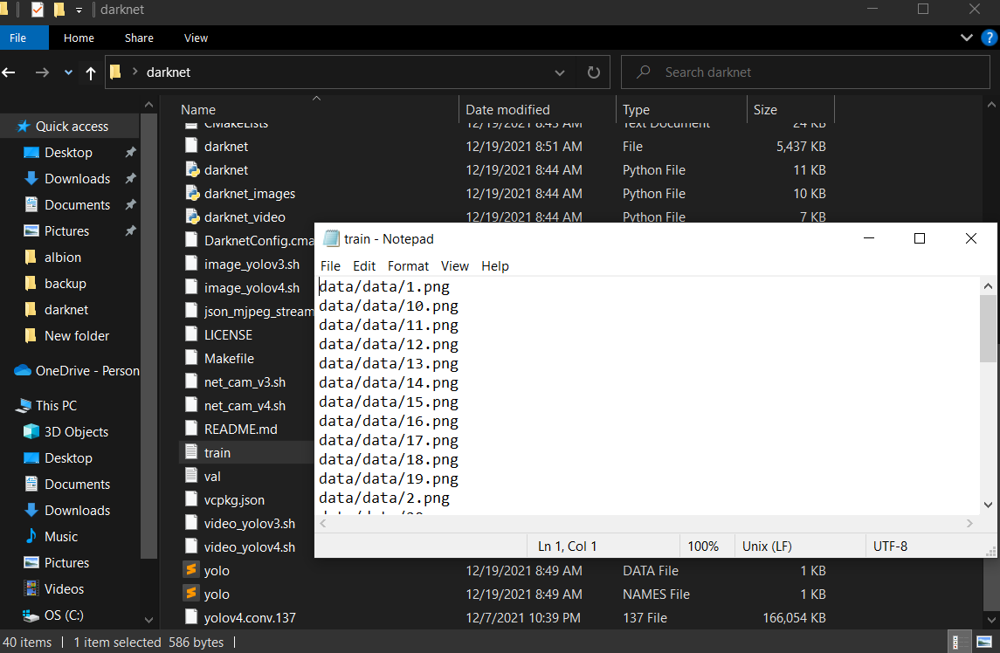 darknet
File Home Share View
darknet Search darknet
Name Date modified Type Size
CMakeLists 12/19/2021 8:45 AM Text Document 24 KB
darknet 12/19/2021 8:51 AM File 5,437 KB
darknet 12/19/2021 8:44 AM Python File 11 KB
darknet_images 12/19/2021 8:44 AM Python File 10 KB
darknet_video 12/19/2021 8:44 AM Python File 7 KB
DarknetConfig.cma
image_yolov3.sh
image_yolov4.sh
json_mjpeg_stream
LICENSE
Makefile
net_cam_v3.sh
net_cam_v4.sh
README.md
train
val
vcpkg.json
video_yolov3.sh
video_yolov4.sh
yolo 12/19/2021 8:49 AM DATA File 1 KB
yolo 12/19/2021 8:49 AM NAMES File 1 KB
yolov4.conv.137 12/7/2021 10:39 PM 137 File 166,054 KB
Quick access
Desktop
Downloads
Documents
Pictures
albion
backup
darknet
New folder
OneDrive - Person
This PC
3D Objects
Desktop
Documents
Downloads
Music
Pictures
Videos
OS (C:)
train - Notepad
File Edit Format View Help
data/data/1.png
data/data/10.png
data/data/11.png
data/data/12.png
data/data/13.png
data/data/14.png
data/data/15.png
data/data/16.png
data/data/17.png
data/data/18.png
data/data/19.png
data/data/2.png
Ln 1, Col 1 100% Unix (LF) UTF-8
40 items 1 item selected 586 bytes